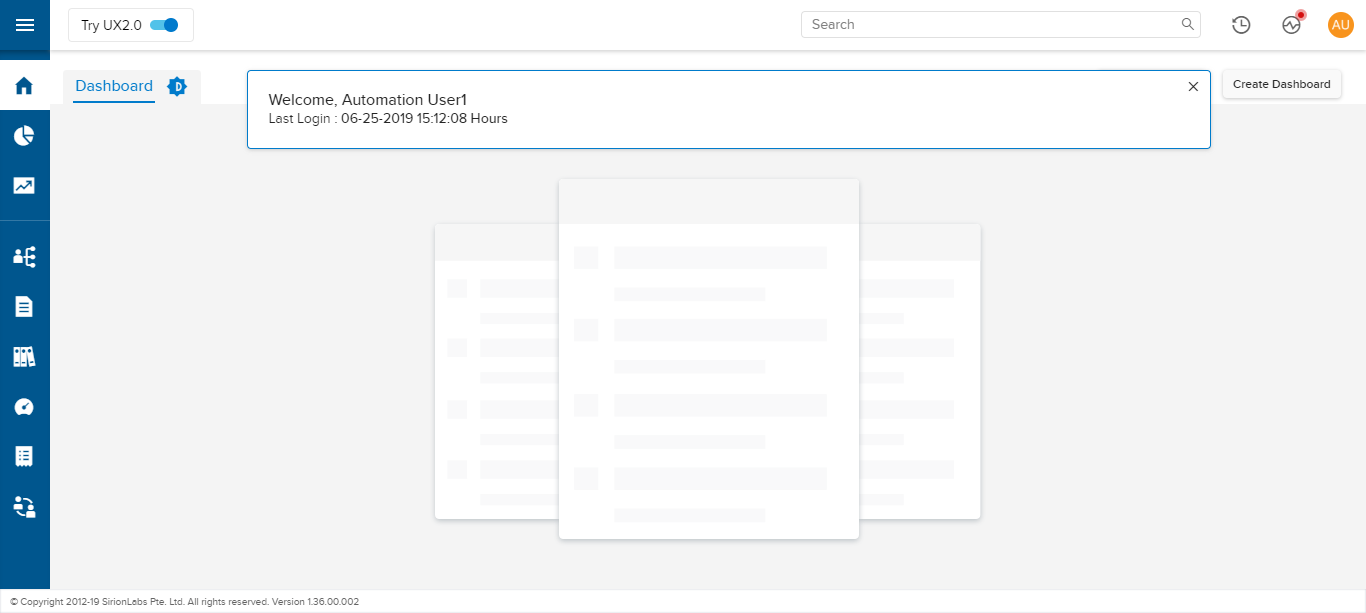 Try UX2.0
Search
AU
Dashboard
D
Welcome, Automation User1
Last Login : 06-25-2019 15:12:08 Hours
Create Dashboard
© Copyright 2012-19 SirionLabs Pte. Ltd. All rights reserved. Version 1.36.00.002